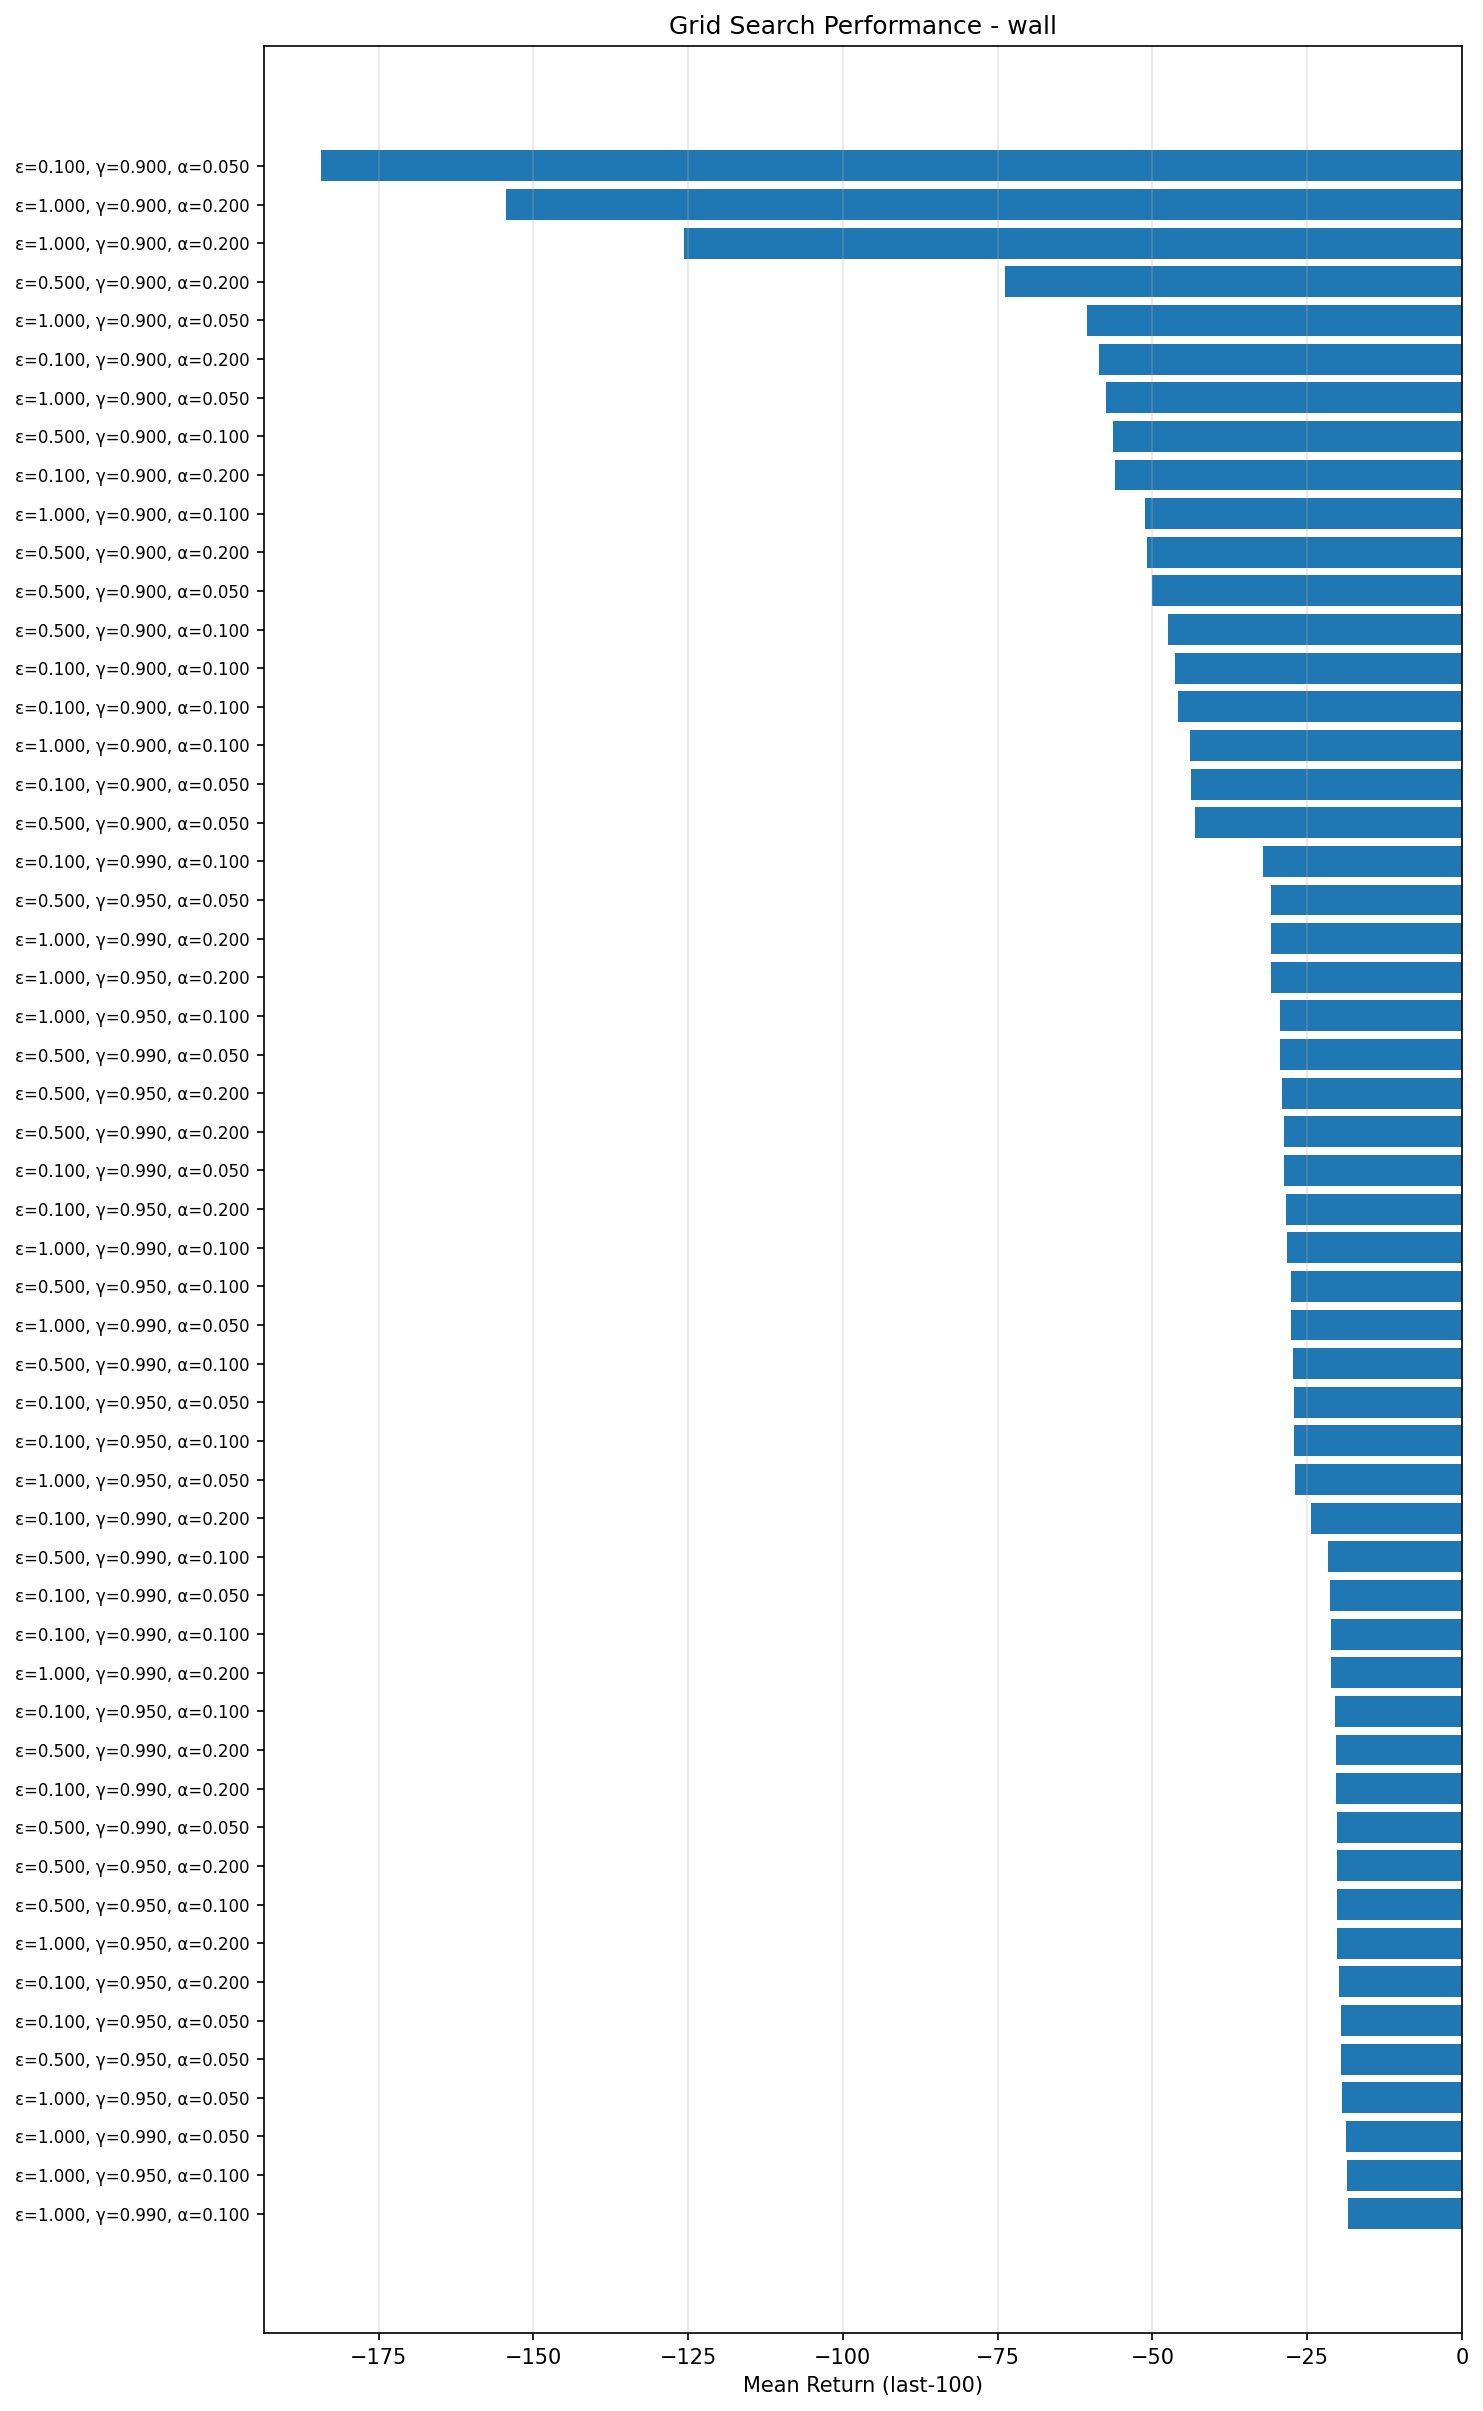 Grid Search Performance - wall
ε=0.100, γ=0.900, α=0.050
ε=1.000, γ=0.900, α=0.200
ε=1.000, γ=0.900, α=0.200
ε=0.500, γ=0.900, α=0.200
ε=1.000, γ=0.900, α=0.050
ε=0.100, γ=0.900, α=0.200
ε=1.000, γ=0.900, α=0.050
ε=0.500, γ=0.900, α=0.100
ε=0.100, γ=0.900, α=0.200
ε=1.000, γ=0.900, α=0.100
ε=0.500, γ=0.900, α=0.200
ε=0.500, γ=0.900, α=0.050
ε=0.500, γ=0.900, α=0.100
ε=0.100, γ=0.900, α=0.100
ε=0.100, γ=0.900, α=0.100
ε=1.000, γ=0.900, α=0.100
ε=0.100, γ=0.900, α=0.050
ε=0.500, γ=0.900, α=0.050
ε=0.100, γ=0.990, α=0.100
ε=0.500, γ=0.950, α=0.050
ε=1.000, γ=0.990, α=0.200
ε=1.000, γ=0.950, α=0.200
ε=1.000, γ=0.950, α=0.100
ε=0.500, γ=0.990, α=0.050
ε=0.500, γ=0.950, α=0.200
ε=0.500, γ=0.990, α=0.200
ε=0.100, γ=0.990, α=0.050
ε=0.100, γ=0.950, α=0.200
ε=1.000, γ=0.990, α=0.100
ε=0.500, γ=0.950, α=0.100
ε=1.000, γ=0.990, α=0.050
ε=0.500, γ=0.990, α=0.100
ε=0.100, γ=0.950, α=0.050
ε=0.100, γ=0.950, α=0.100
ε=1.000, γ=0.950, α=0.050
ε=0.100, γ=0.990, α=0.200
ε=0.500, γ=0.990, α=0.100
ε=0.100, γ=0.990, α=0.050
ε=0.100, γ=0.990, α=0.100
ε=1.000, γ=0.990, α=0.200
ε=0.100, γ=0.950, α=0.100
ε=0.500, γ=0.990, α=0.200
ε=0.100, γ=0.990, α=0.200
ε=0.500, γ=0.990, α=0.050
ε=0.500, γ=0.950, α=0.200
ε=0.500, γ=0.950, α=0.100
ε=1.000, γ=0.950, α=0.200
ε=0.100, γ=0.950, α=0.200
ε=0.100, γ=0.950, α=0.050
ε=0.500, γ=0.950, α=0.050
ε=1.000, γ=0.950, α=0.050
ε=1.000, γ=0.990, α=0.050
ε=1.000, γ=0.950, α=0.100
ε=1.000, γ=0.990, α=0.100
−175 −150 −125 −100 −75 −50 −25 0
Mean Return (last-100)